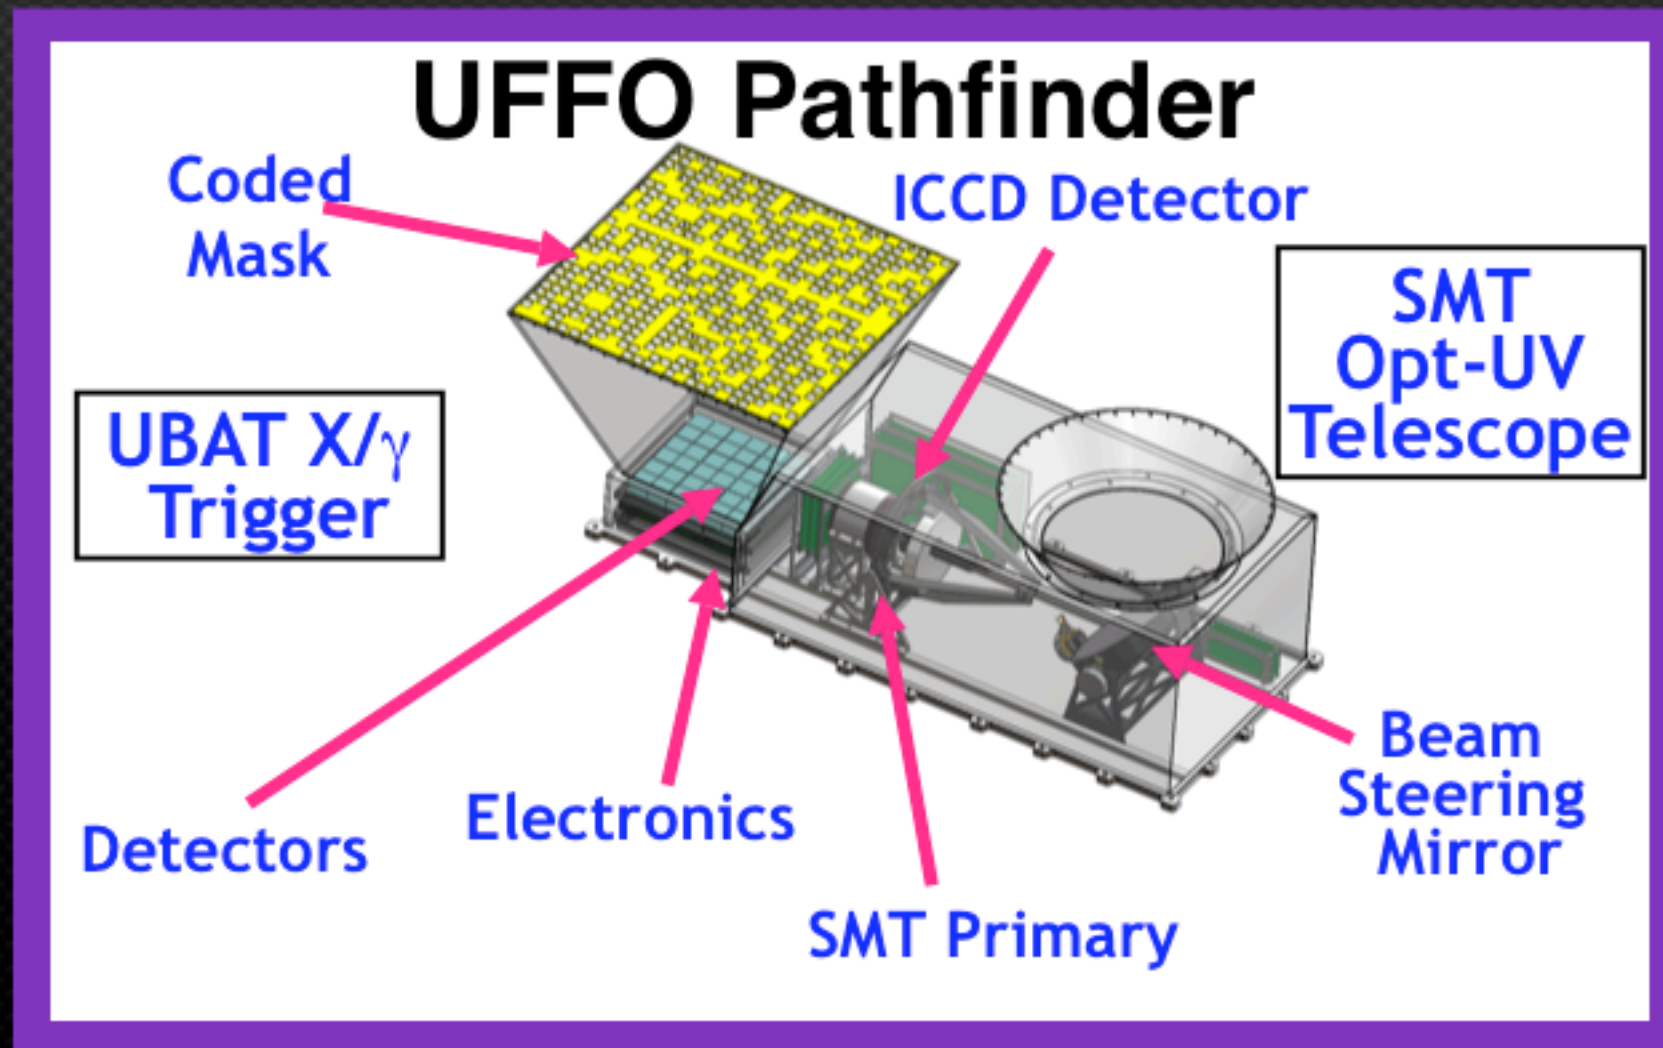 UFFO Pathfinder
Coded
Mask
ICCD Detector
SMT
Opt-UV
Telescope
UBAT X/γ
Trigger
Detectors
Electronics
SMT Primary
Beam
Steering
Mirror